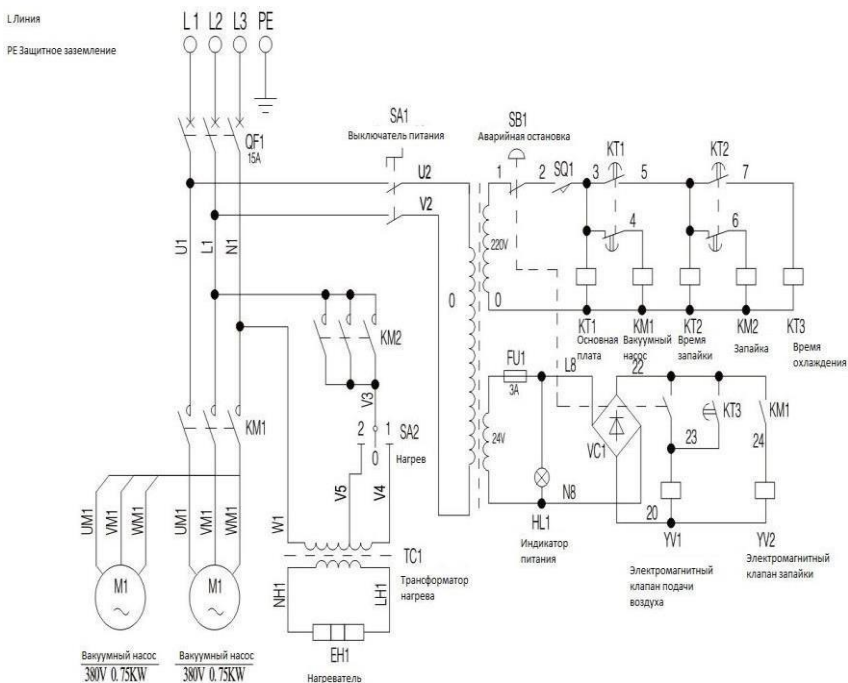 L Линия
L1 L2 L3 PE
PE Защитное заземление
QF1
15A
SA1
Выключатель питания
U2
V2
SB1
Аварийная остановка
1
2
SQ1
3
KT1
5
KT2
7
4
6
220V
0
0
KT1
KM1
KT2
KM2
KT3
Основная
плата
Вакуумный
насос
Время
запайки
Запайка
Время
охлаждения
U1
L1
N1
KM2
V3
2
1
SA2
0
Нагрев
KM1
V5
V4
W1
UM1
VM1
WM1
UM1
VM1
WM1
TC1
Трансформатор
нагрева
NH1
LH1
EH1
Нагреватель
M1
M1
Вакуумный насос
380V 0.75KW
Вакуумный насос
380V 0.75KW
FU1
3A
L8
22
24V
VC1
KT3
KM1
23
24
N8
20
HL1
Индикатор
питания
YV1
Электромагнитный
клапан подачи
воздуха
YV2
Электромагнитный
клапан запайки